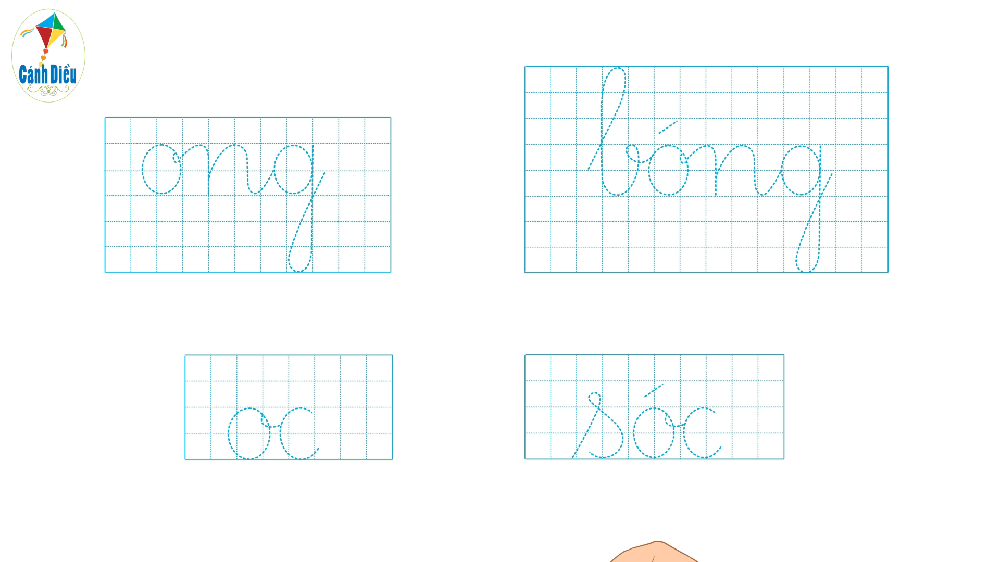 Cánh Diều
ong
bóng
oc
sóc